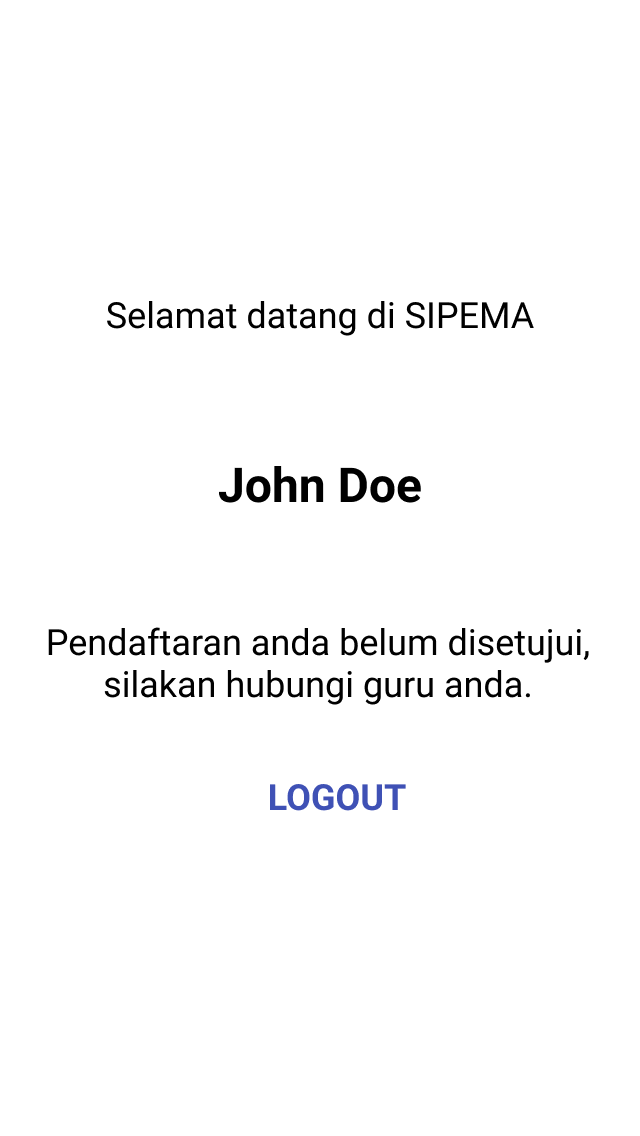 Selamat datang di SIPEMA
John Doe
Pendaftaran anda belum disetujui,
silakan hubungi guru anda.
LOGOUT